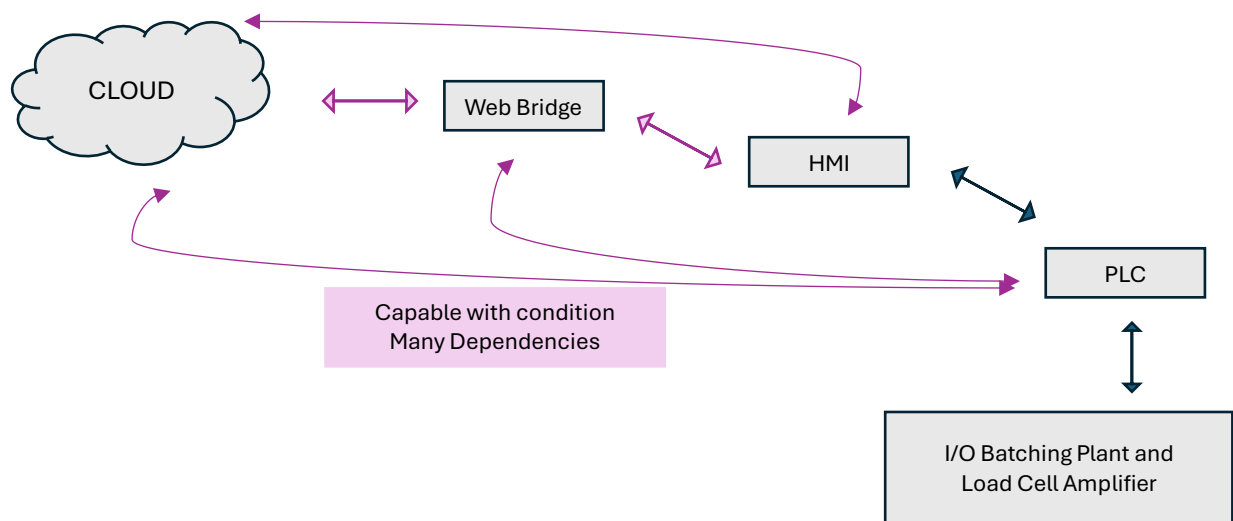 CLOUD
Web Bridge
HMI
PLC
Capable with condition
Many Dependencies
I/O Batching Plant and
Load Cell Amplifier